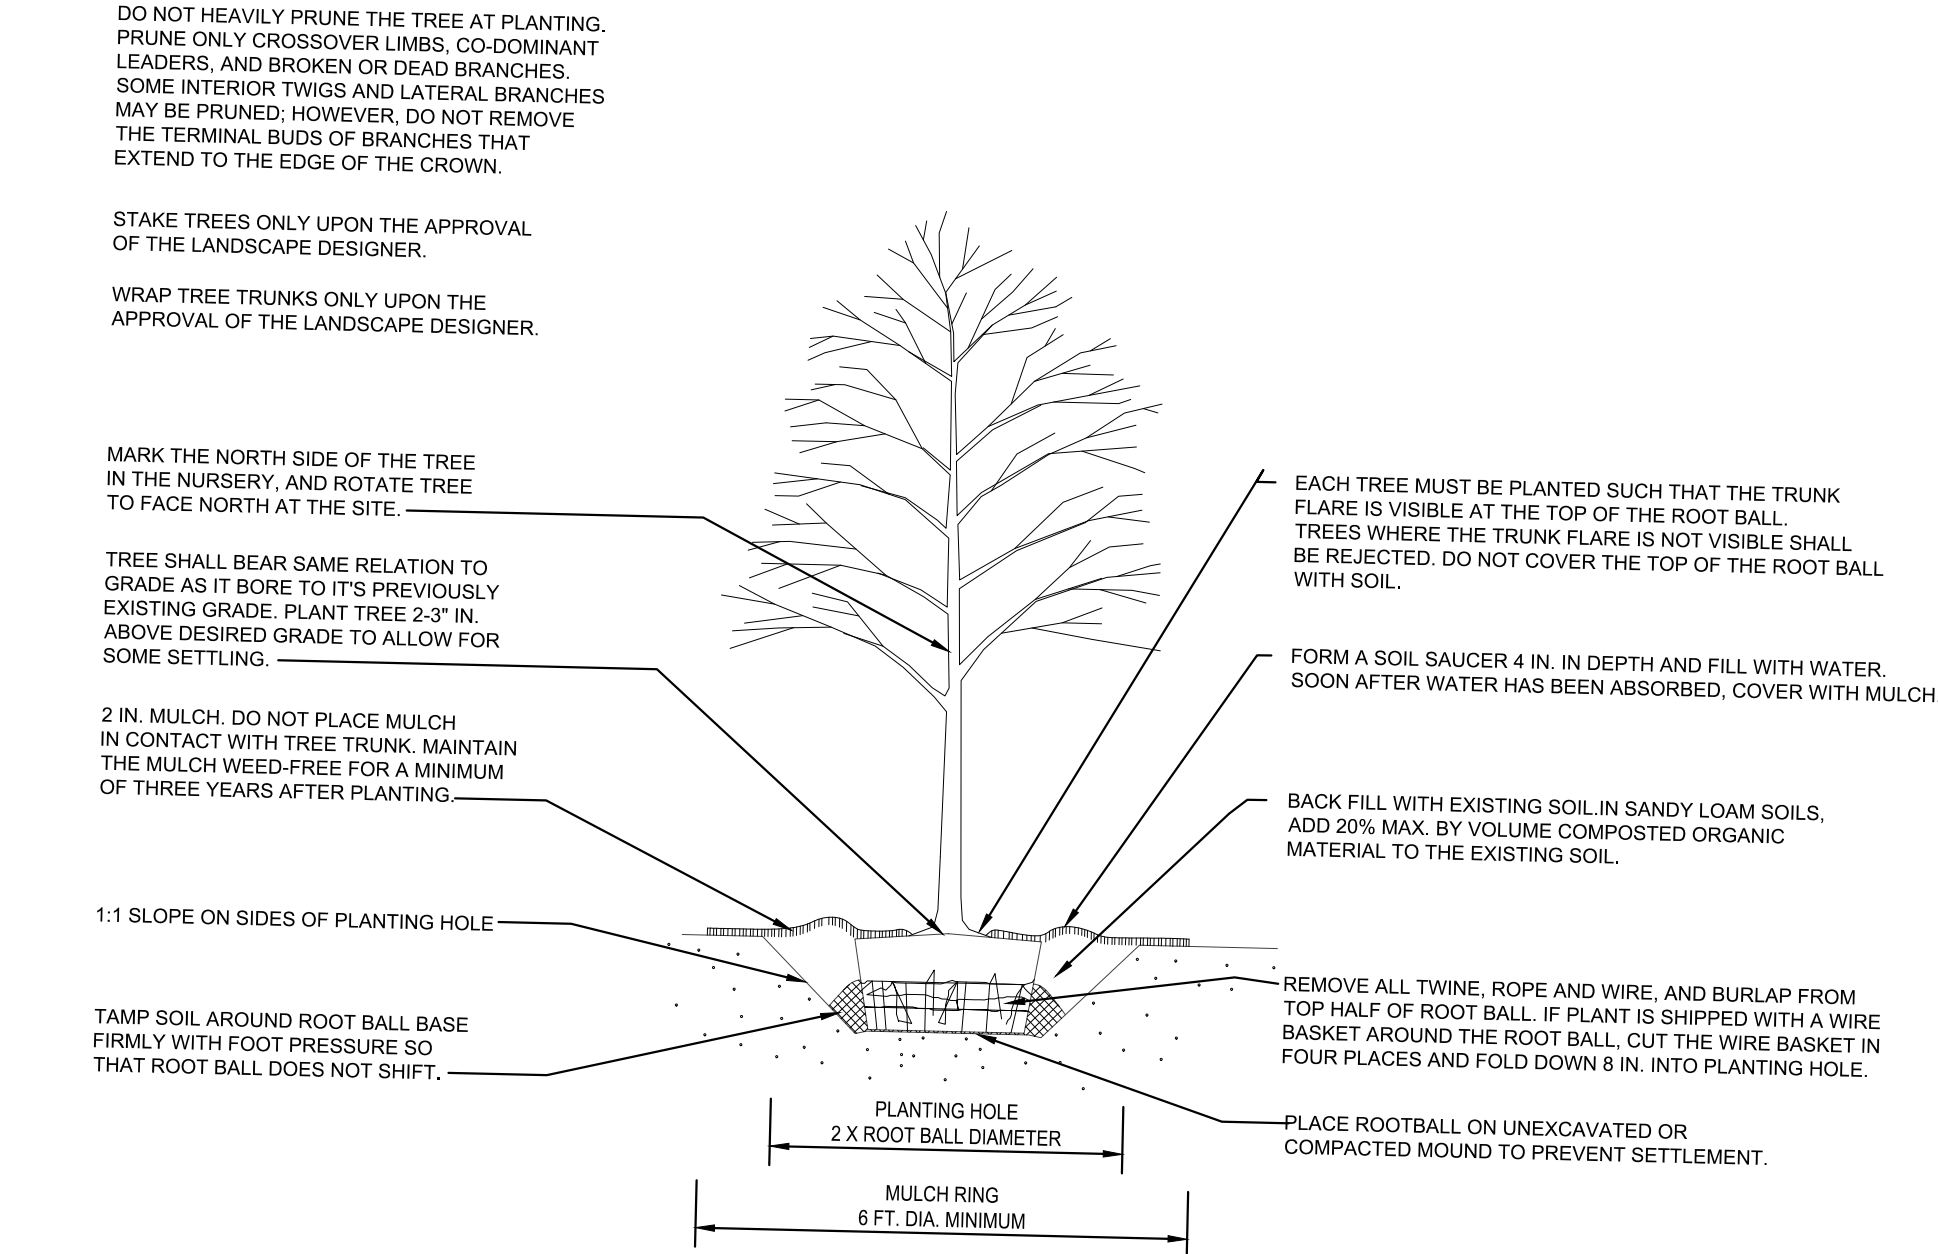 DO NOT HEAVILY PRUNE THE TREE AT PLANTING.
PRUNE ONLY CROSSOVER LIMBS, CO-DOMINANT
LEADERS, AND BROKEN OR DEAD BRANCHES.
SOME INTERIOR TWIGS AND LATERAL BRANCHES
MAY BE PRUNED; HOWEVER, DO NOT REMOVE
THE TERMINAL BUDS OF BRANCHES THAT
EXTEND TO THE EDGE OF THE CROWN.
STAKE TREES ONLY UPON THE APPROVAL
OF THE LANDSCAPE DESIGNER.
WRAP TREE TRUNKS ONLY UPON THE
APPROVAL OF THE LANDSCAPE DESIGNER.
MARK THE NORTH SIDE OF THE TREE
IN THE NURSERY, AND ROTATE TREE
TO FACE NORTH AT THE SITE.
TREE SHALL BEAR SAME RELATION TO
GRADE AS IT BORE TO IT'S PREVIOUSLY
EXISTING GRADE. PLANT TREE 2-3" IN.
ABOVE DESIRED GRADE TO ALLOW FOR
SOME SETTLING.
2 IN. MULCH. DO NOT PLACE MULCH
IN CONTACT WITH TREE TRUNK. MAINTAIN
THE MULCH WEED-FREE FOR A MINIMUM
OF THREE YEARS AFTER PLANTING.
1:1 SLOPE ON SIDES OF PLANTING HOLE
TAMP SOIL AROUND ROOT BALL BASE
FIRMLY WITH FOOT PRESSURE SO
THAT ROOT BALL DOES NOT SHIFT.
EACH TREE MUST BE PLANTED SUCH THAT THE TRUNK
FLARE IS VISIBLE AT THE TOP OF THE ROOT BALL.
TREES WHERE THE TRUNK FLARE IS NOT VISIBLE SHALL
BE REJECTED. DO NOT COVER THE TOP OF THE ROOT BALL
WITH SOIL.
FORM A SOIL SAUCER 4 IN. IN DEPTH AND FILL WITH WATER.
SOON AFTER WATER HAS BEEN ABSORBED, COVER WITH MULCH.
BACK FILL WITH EXISTING SOIL.IN SANDY LOAM SOILS,
ADD 20% MAX. BY VOLUME COMPOSTED ORGANIC
MATERIAL TO THE EXISTING SOIL.
REMOVE ALL TWINE, ROPE AND WIRE, AND BURLAP FROM
TOP HALF OF ROOT BALL. IF PLANT IS SHIPPED WITH A WIRE
BASKET AROUND THE ROOT BALL, CUT THE WIRE BASKET IN
FOUR PLACES AND FOLD DOWN 8 IN. INTO PLANTING HOLE.
PLACE ROOTBALL ON UNEXCAVATED OR
COMPACTED MOUND TO PREVENT SETTLEMENT.
PLANTING HOLE
2 X ROOT BALL DIAMETER
MULCH RING
6 FT. DIA. MINIMUM